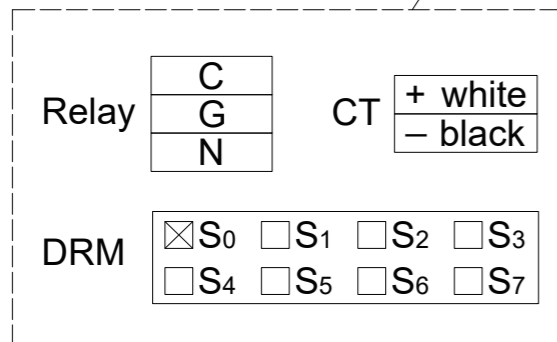 Relay
C
G
N
CT
+ white
– black
DRM
☒S0 ☐S1 ☐S2 ☐S3
☐S4 ☐S5 ☐S6 ☐S7